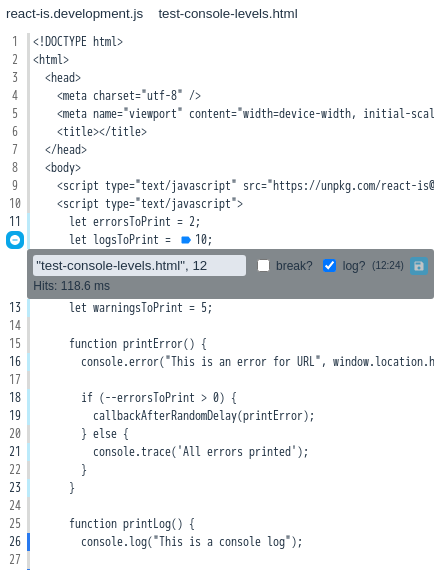 react-is.development.js test-console-levels.html
1 <!DOCTYPE html>
2 <html>
3 <head>
4 <meta charset="utf-8" />
5 <meta name="viewport" content="width=device-width, initial-scal
6 <title></title>
7 </head>
8 <body>
9 <script type="text/javascript" src="https://unpkg.com/react-is@
10 <script type="text/javascript">
11 let errorsToPrint = 2;
let logsToPrint = 10;
"test-console-levels.html", 12 break? log? (12:24)
Hits: 118.6 ms
13 let warningsToPrint = 5;
14
15 function printError() {
16 console.error("This is an error for URL", window.location.h
17
18 if (--errorsToPrint > 0) {
19 callbackAfterRandomDelay(printError);
20 } else {
21 console.trace('All errors printed');
22 }
23 }
24
25 function printLog() {
26 console.log("This is a console log");
27